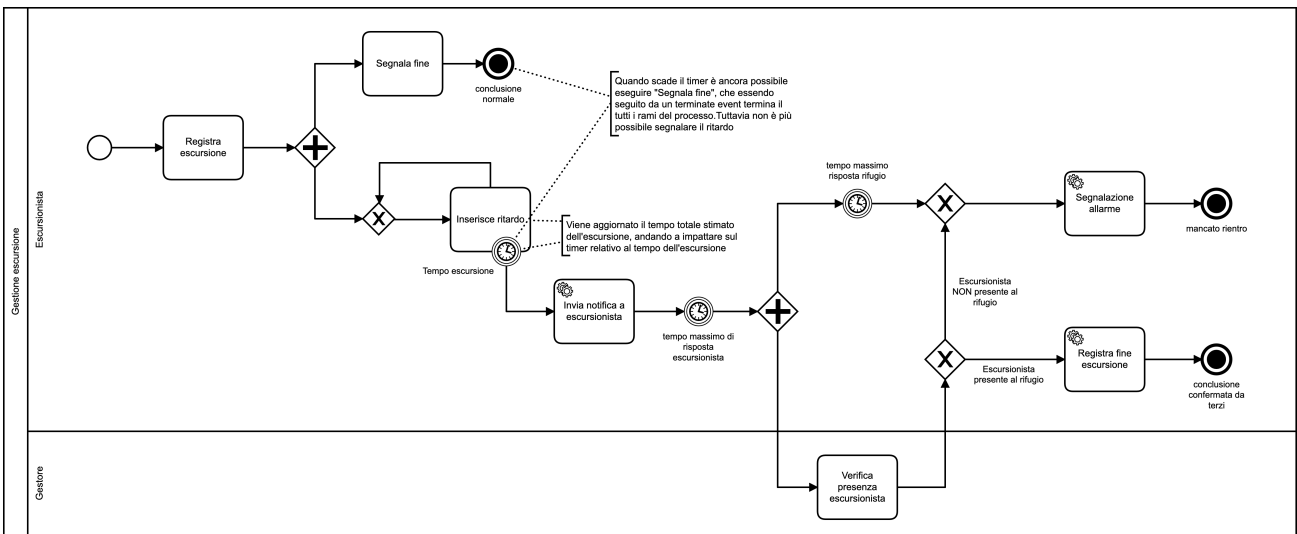 Gestione escursione
Escursionista
Gestore
Registra
escursione
Segnala fine
conclusione
normale
Quando scade il timer è ancora possibile
eseguire "Segnala fine", che essendo
seguito da un terminate event termina il
tutti i rami del processo.Tuttavia non è più
possibile segnalare il ritardo
Inserisce ritardo
Viene aggiornato il tempo totale stimato
dell'escursione, andando a impattare sul
timer relativo al tempo dell'escursione
Tempo escursione
Invia notifica a
escursionista
tempo massimo di
risposta
escursionista
tempo massimo
risposta rifugio
Segnalazione
allarme
mancato rientro
Escursionista
NON presente al
rifugio
Escursionista
presente al rifugio
Registra fine
escursione
conclusione
confermata da
terzi
Verifica
presenza
escursionista